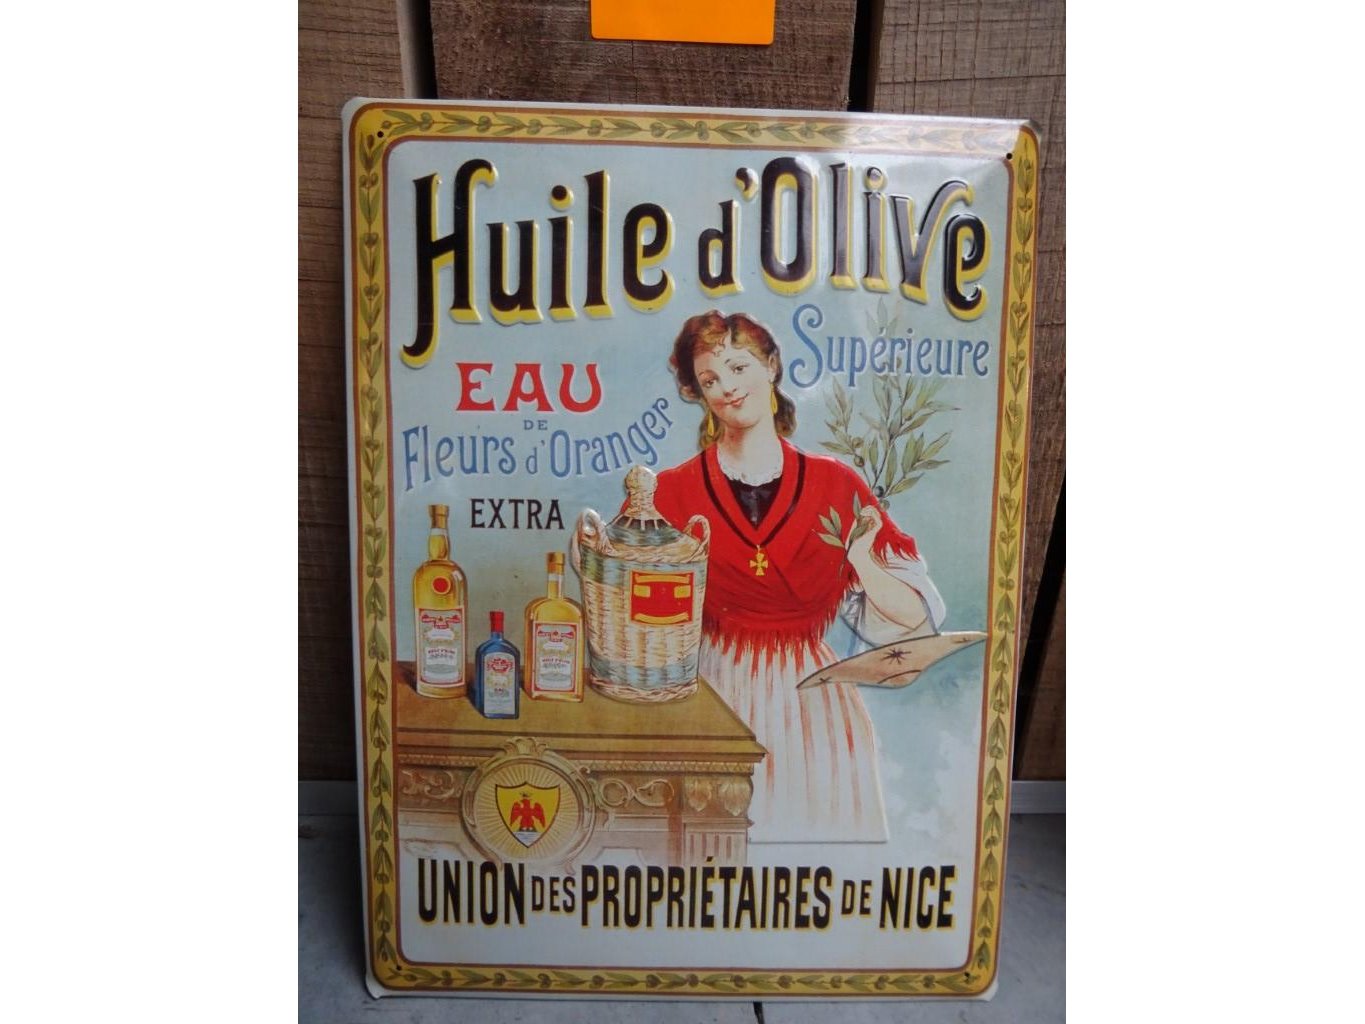 Huile d'Olive
Supérieure
EAU
DE
Fleurs d'Oranger
EXTRA
UNION DES PROPRIÉTAIRES DE NICE